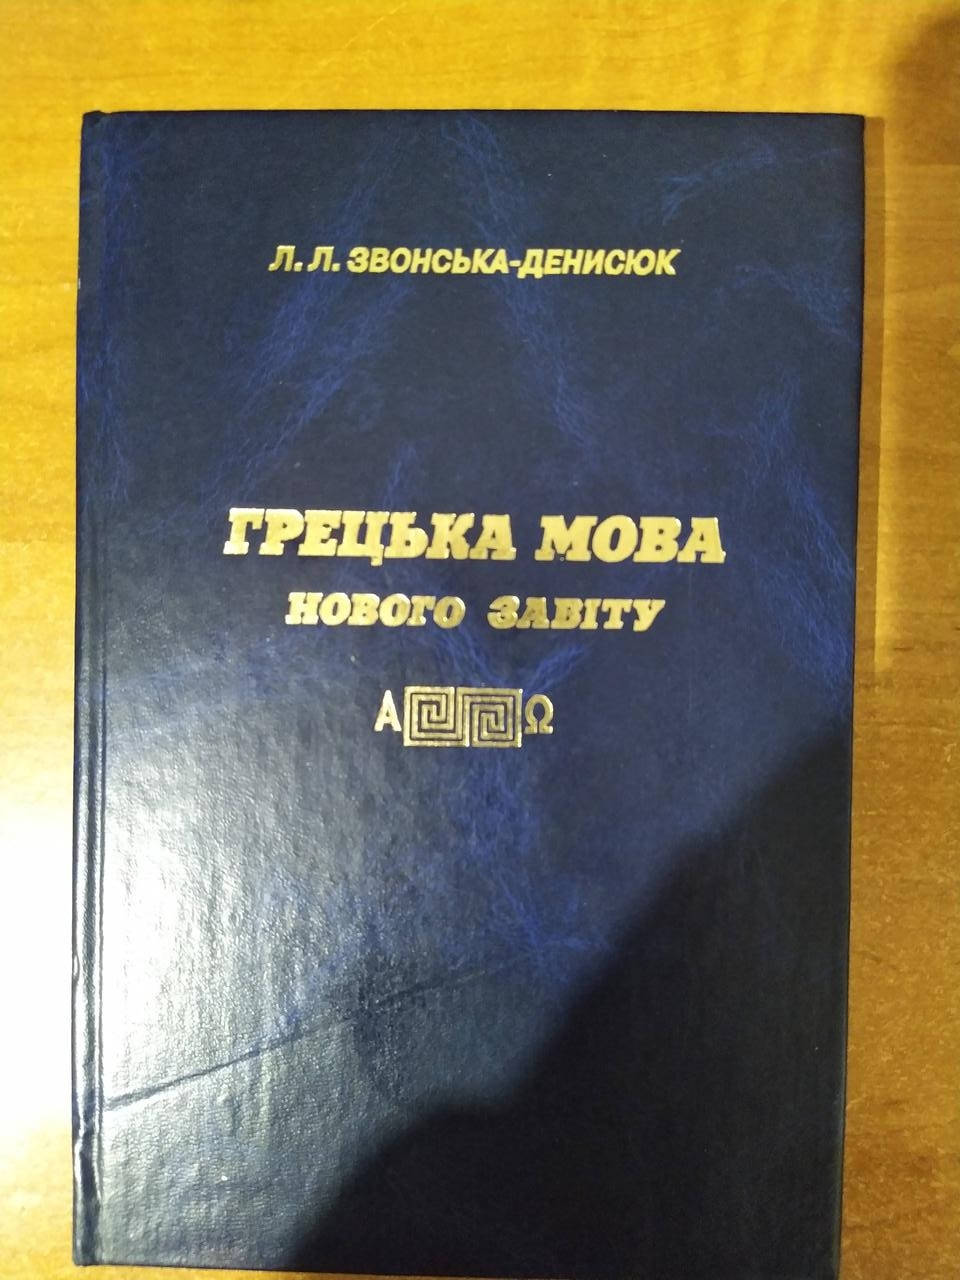 Л. Л. ЗВОНСЬКА-ДЕНИСЮК
ГРЕЦЬКА МОВА
НОВОГО ЗАВІТУ
Α Ω